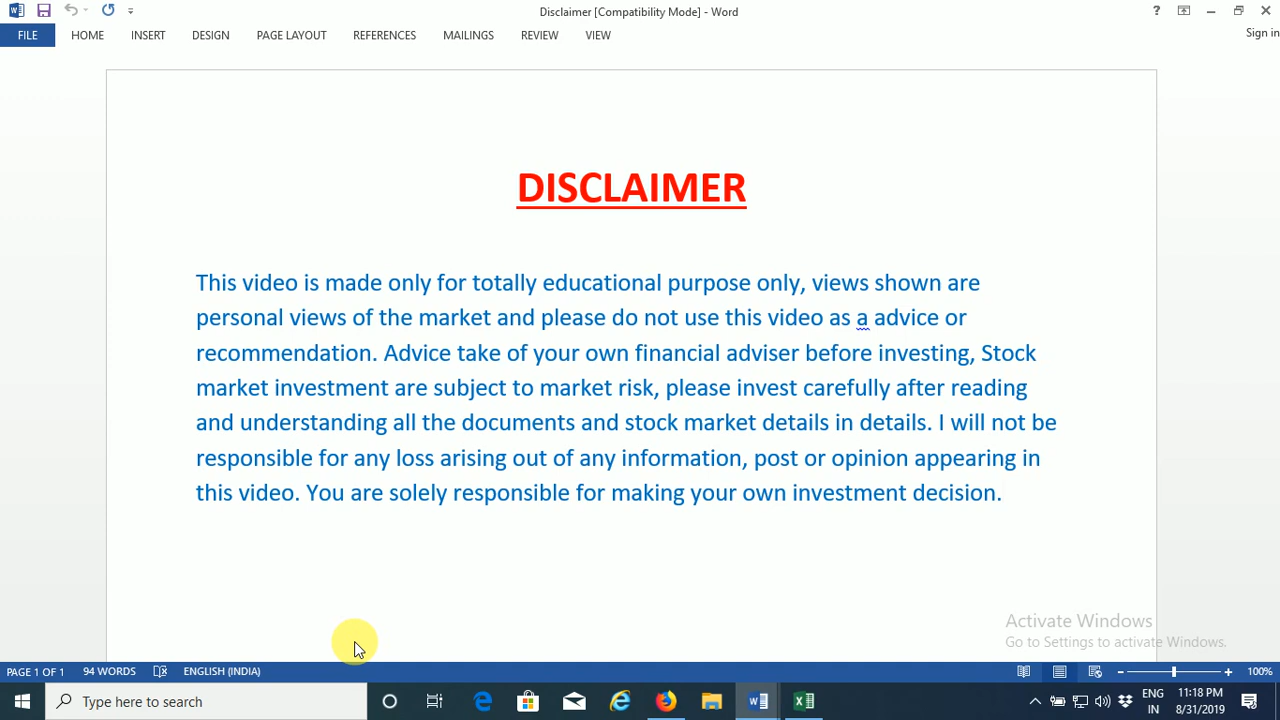 Disclaimer [Compatibility Mode] - Word
?
FILE HOME INSERT DESIGN PAGE LAYOUT REFERENCES MAILINGS REVIEW VIEW
Sign in
DISCLAIMER
This video is made only for totally educational purpose only, views shown are
personal views of the market and please do not use this video as a advice or
recommendation. Advice take of your own financial adviser before investing, Stock
market investment are subject to market risk, please invest carefully after reading
and understanding all the documents and stock market details in details. I will not be
responsible for any loss arising out of any information, post or opinion appearing in
this video. You are solely responsible for making your own investment decision.
Activate Windows
Go to Settings to activate Windows.
PAGE 1 OF 1 94 WORDS ENGLISH (INDIA) 100%
Type here to search
ENG 11:18 PM
IN 8/31/2019